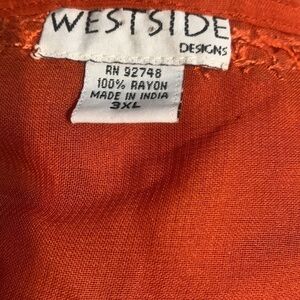 WESTSIDE
DESIGNS
RN 92748
100% RAYON
MADE IN INDIA
3XL